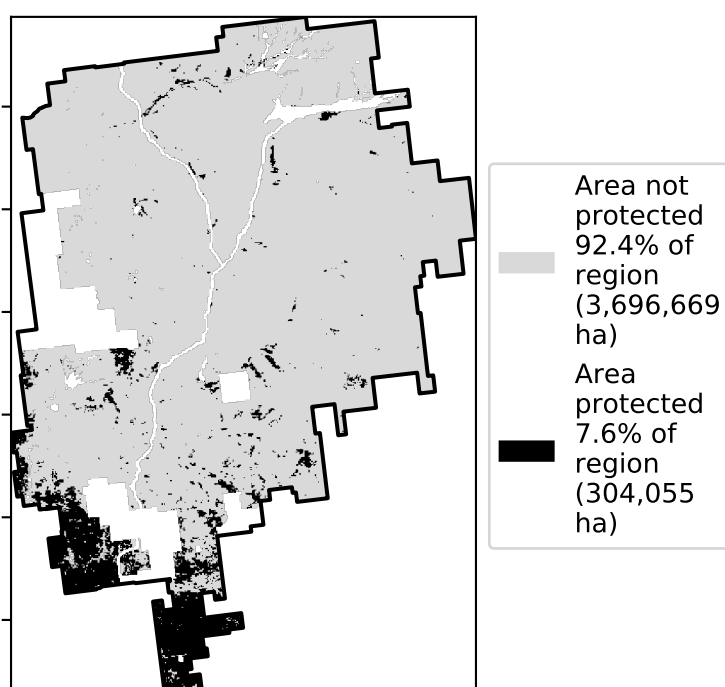 Area not
protected
92.4% of
region
(3,696,669
ha)
Area
protected
7.6% of
region
(304,055
ha)